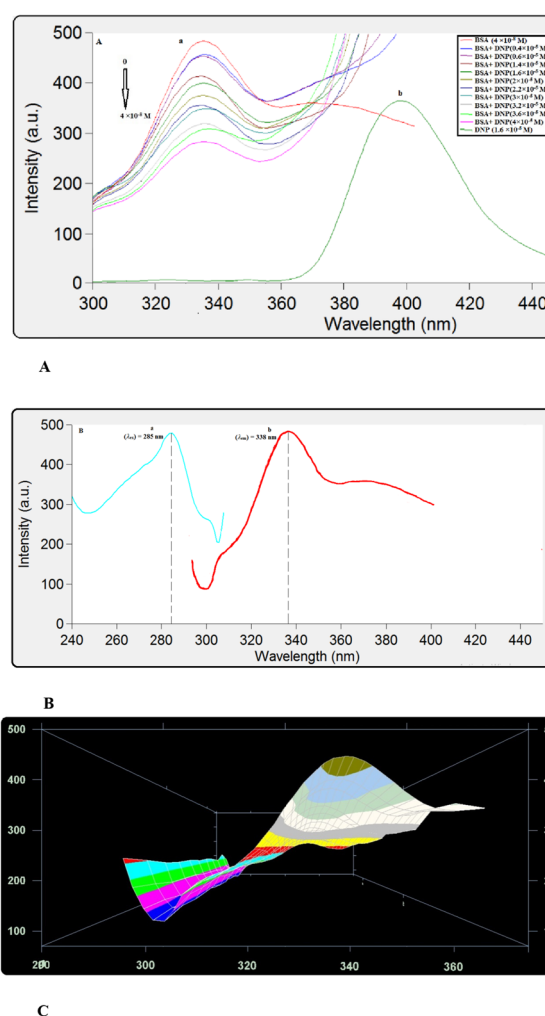 A
a
0
4 ×10⁻⁵ M
b
BSA (4 ×10⁻⁵ M)
BSA+ DNP(0.4×10⁻⁵ M)
BSA+ DNP(0.6×10⁻⁵ M)
BSA+ DNP(1.4×10⁻⁵ M)
BSA+ DNP(1.6×10⁻⁵ M)
BSA+ DNP(2×10⁻⁵ M)
BSA+ DNP(2.2×10⁻⁵ M)
BSA+ DNP(3×10⁻⁵ M)
BSA+ DNP(3.2×10⁻⁵ M)
BSA+ DNP(3.6×10⁻⁵ M)
BSA+ DNP(4×10⁻⁵ M)
DNP (1.6 ×10⁻⁵ M)
500
400
300
200
100
0
Intensity (a.u.)
300 320 340 360 380 400 420 440
Wavelength (nm)
A
B
a
(λex) = 285 nm
b
(λem) = 338 nm
500
400
300
200
100
0
Intensity (a.u.)
240 260 280 300 320 340 360 380 400 420 440
Wavelength (nm)
B
500
400
300
200
100
300 320 340 360
C